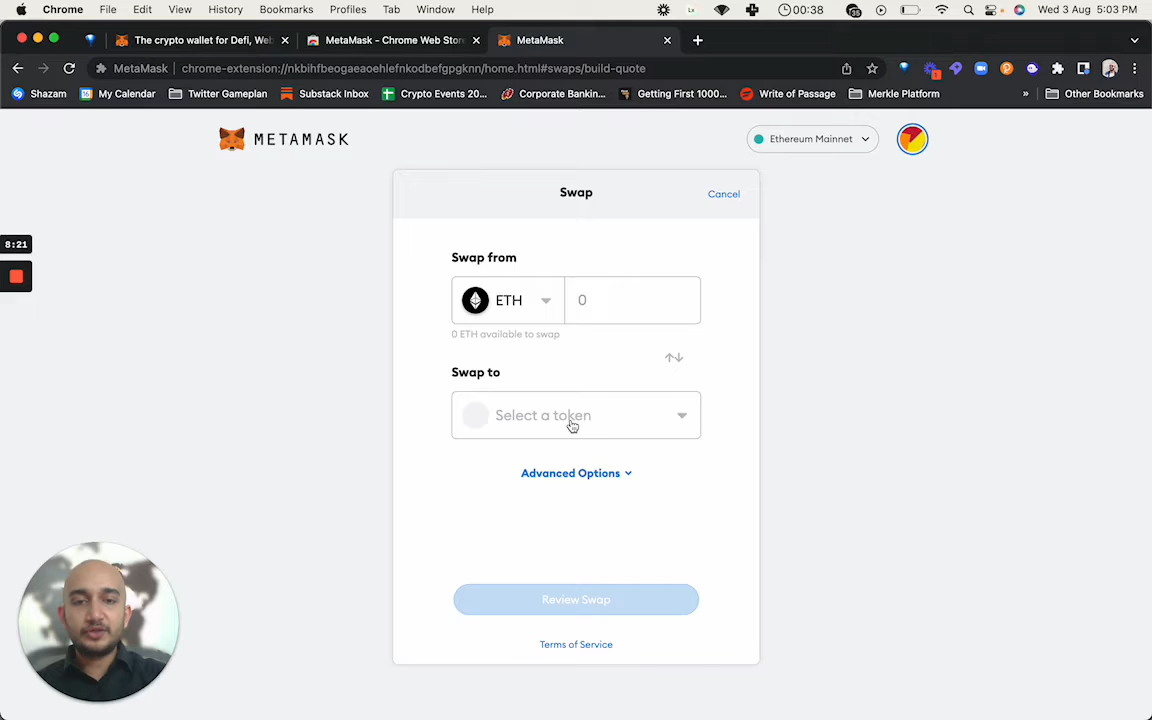 Chrome File Edit View History Bookmarks Profiles Tab Window Help 00:38 Wed 3 Aug 5:03 PM
The crypto wallet for Defi, Web MetaMask - Chrome Web Store MetaMask
MetaMask chrome-extension://nkbihfbeogaeaoehlefnkodbefgpgknn/home.html#swaps/build-quote
Shazam My Calendar Twitter Gameplan Substack Inbox Crypto Events 20... Corporate Bankin... Getting First 1000... Write of Passage Merkle Platform » Other Bookmarks
METAMASK
Ethereum Mainnet
Swap
Cancel
8:21
Swap from
ETH 0
0 ETH available to swap
Swap to
Select a token
Advanced Options
Review Swap
Terms of Service